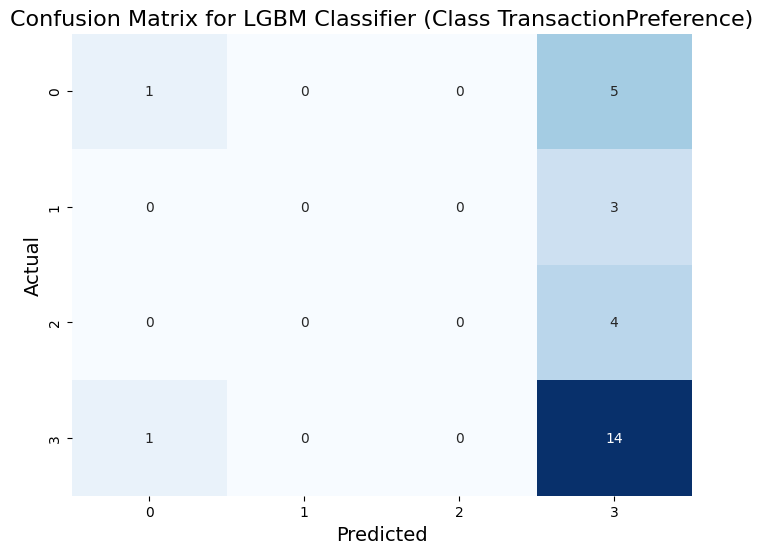 Confusion Matrix for LGBM Classifier (Class TransactionPreference)
0 1 0 0 5
1 0 0 0 3
2 0 0 0 4
3 1 0 0 14
Actual
0 1 2 3
Predicted